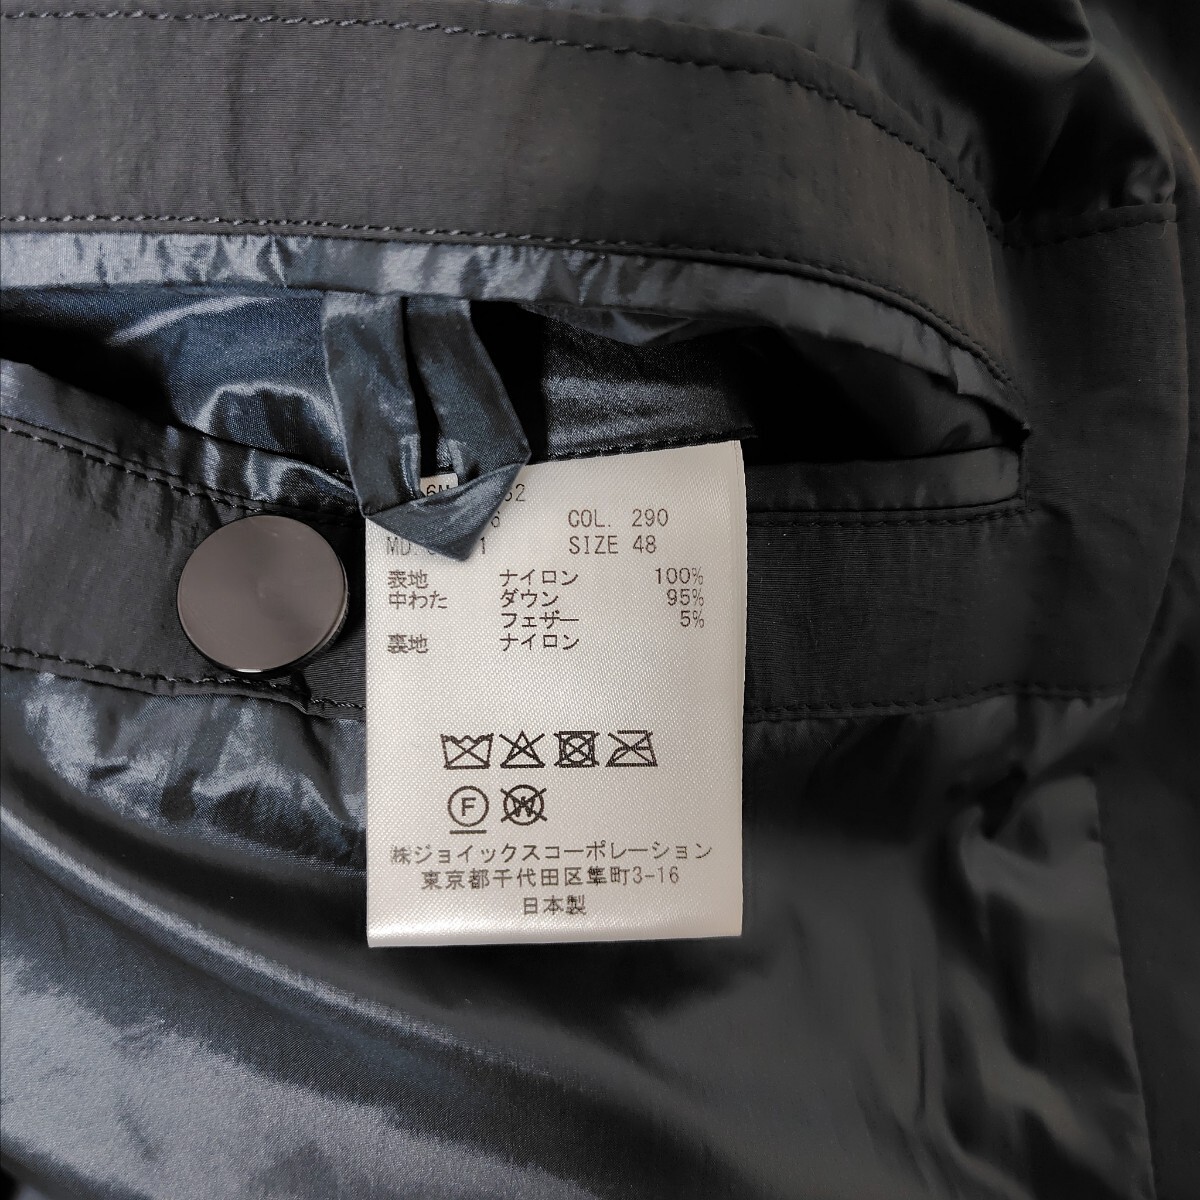 COL. 290
MD. SIZE 48
表地 ナイロン 100%
中わた ダウン 95%
フェザー 5%
裏地 ナイロン
F
W
㈱ジョイックスコーポレーション
東京都千代田区隼町3-16
日本製